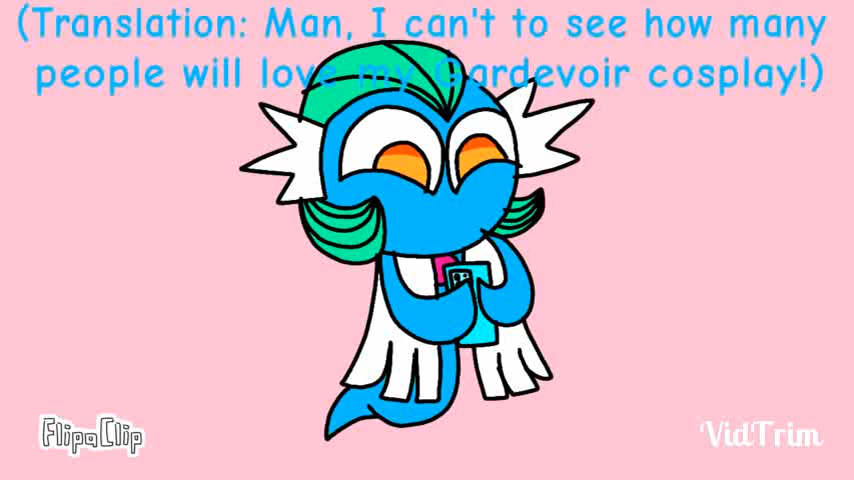 (Translation: Man, I can't to see how many
people will love my Gardevoir cosplay!)
FlipaClip
VidTrim